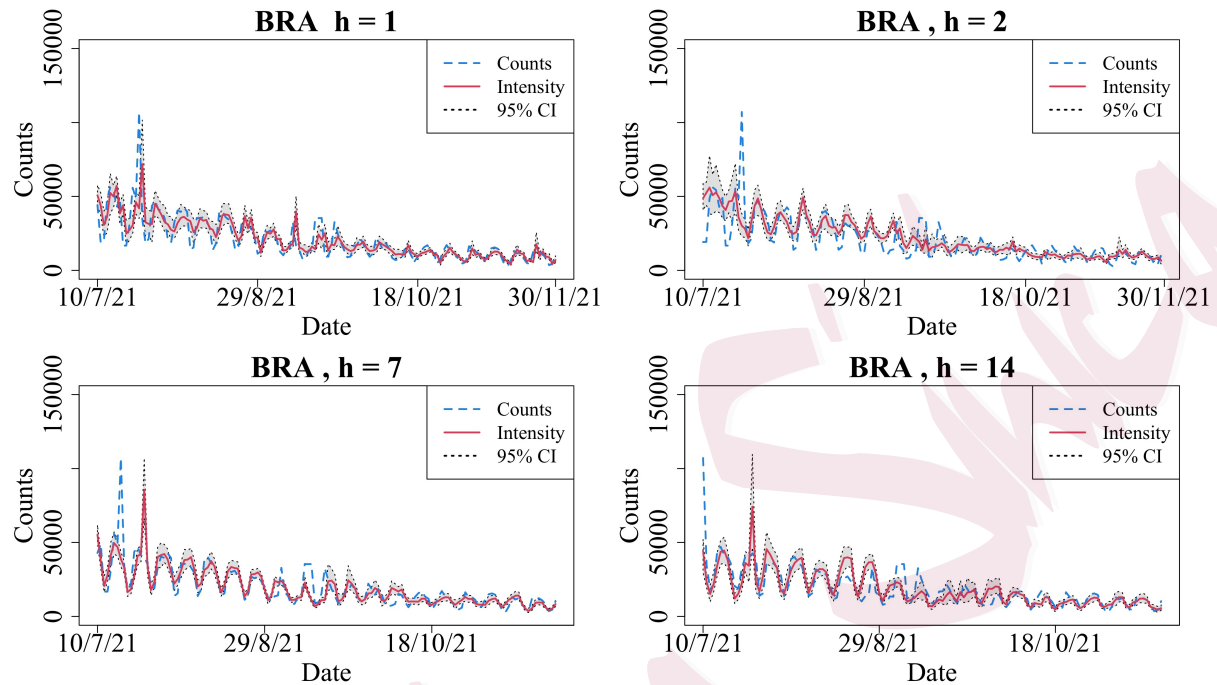 BRA h = 1
150000
50000
0
Counts
Counts
Intensity
95% CI
10/7/21
29/8/21
18/10/21
30/11/21
Date
BRA , h = 2
150000
50000
0
Counts
Counts
Intensity
95% CI
10/7/21
29/8/21
18/10/21
30/11/21
Date
BRA , h = 7
150000
50000
0
Counts
Counts
Intensity
95% CI
10/7/21
29/8/21
18/10/21
Date
BRA , h = 14
150000
50000
0
Counts
Counts
Intensity
95% CI
10/7/21
29/8/21
18/10/21
Date